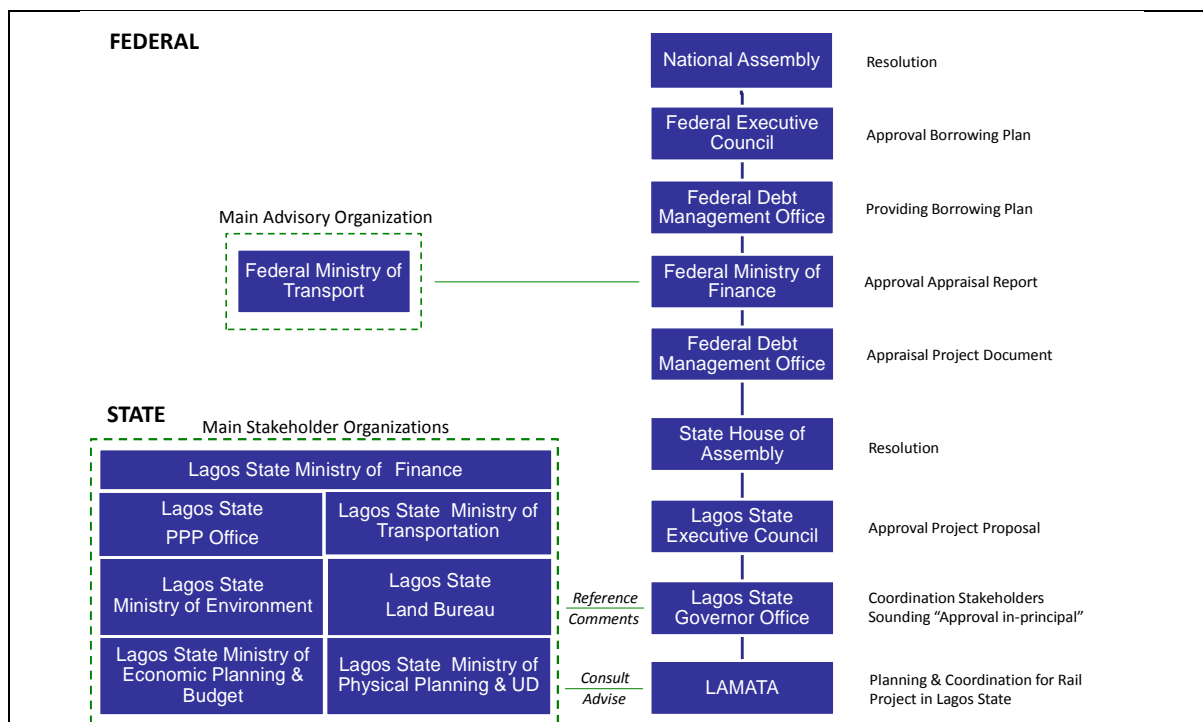 FEDERAL
National Assembly
Resolution
Federal Executive
Council
Approval Borrowing Plan
Federal Debt
Management Office
Providing Borrowing Plan
Main Advisory Organization
Federal Ministry of
Transport
Federal Ministry of
Finance
Approval Appraisal Report
Federal Debt
Management Office
Appraisal Project Document
STATE
Main Stakeholder Organizations
State House of
Assembly
Resolution
Lagos State Ministry of Finance
Lagos State
PPP Office
Lagos State Ministry of
Transportation
Lagos State
Executive Council
Approval Project Proposal
Lagos State
Ministry of Environment
Lagos State
Land Bureau
Reference
Comments
Lagos State
Governor Office
Coordination Stakeholders
Sounding “Approval in-principal”
Lagos State Ministry of
Economic Planning &
Budget
Lagos State Ministry of
Physical Planning & UD
Consult
Advise
LAMATA
Planning & Coordination for Rail
Project in Lagos State